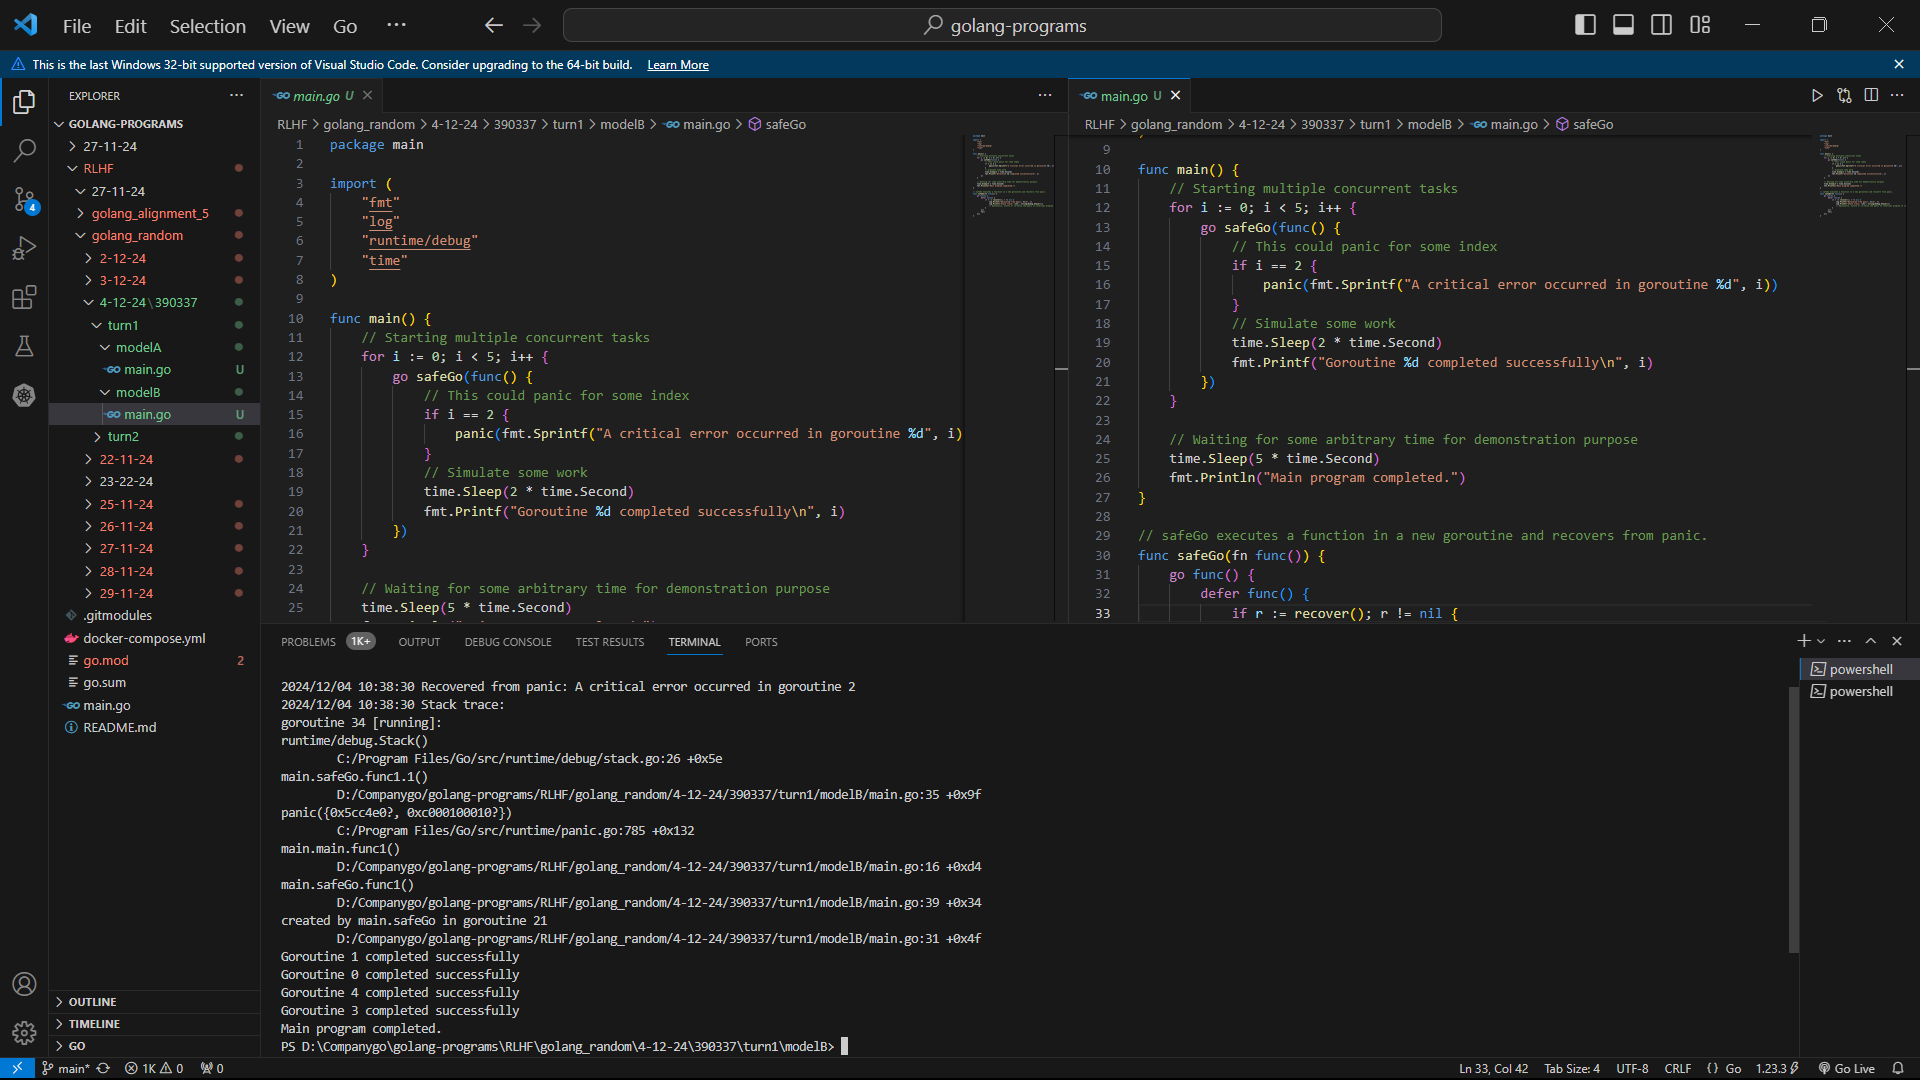 File Edit Selection View Go ··· golang-programs
This is the last Windows 32-bit supported version of Visual Studio Code. Consider upgrading to the 64-bit build. Learn More
EXPLORER
GOLANG-PROGRAMS
27-11-24
RLHF
27-11-24
golang_alignment_5
golang_random
2-12-24
3-12-24
4-12-24\390337
turn1
modelA
main.go U
modelB
main.go U
turn2
22-11-24
23-22-24
25-11-24
26-11-24
27-11-24
28-11-24
29-11-24
.gitmodules
docker-compose.yml
go.mod 2
go.sum
main.go
README.md
OUTLINE
TIMELINE
GO
4
main.go U
RLHF > golang_random > 4-12-24 > 390337 > turn1 > modelB > main.go > safeGo
1 package main
2
3 import (
4 "fmt"
5 "log"
6 "runtime/debug"
7 "time"
8 )
9
10 func main() {
11 // Starting multiple concurrent tasks
12 for i := 0; i < 5; i++ {
13 go safeGo(func() {
14 // This could panic for some index
15 if i == 2 {
16 panic(fmt.Sprintf("A critical error occurred in goroutine %d", i)
17 }
18 // Simulate some work
19 time.Sleep(2 * time.Second)
20 fmt.Printf("Goroutine %d completed successfully\n", i)
21 })
22 }
23
24 // Waiting for some arbitrary time for demonstration purpose
25 time.Sleep(5 * time.Second)
main.go U
RLHF > golang_random > 4-12-24 > 390337 > turn1 > modelB > main.go > safeGo
9
10 func main() {
11 // Starting multiple concurrent tasks
12 for i := 0; i < 5; i++ {
13 go safeGo(func() {
14 // This could panic for some index
15 if i == 2 {
16 panic(fmt.Sprintf("A critical error occurred in goroutine %d", i))
17 }
18 // Simulate some work
19 time.Sleep(2 * time.Second)
20 fmt.Printf("Goroutine %d completed successfully\n", i)
21 })
22 }
23
24 // Waiting for some arbitrary time for demonstration purpose
25 time.Sleep(5 * time.Second)
26 fmt.Println("Main program completed.")
27 }
28
29 // safeGo executes a function in a new goroutine and recovers from panic.
30 func safeGo(fn func()) {
31 go func() {
32 defer func() {
33 if r := recover(); r != nil {
PROBLEMS 1K+ OUTPUT DEBUG CONSOLE TEST RESULTS TERMINAL PORTS
2024/12/04 10:38:30 Recovered from panic: A critical error occurred in goroutine 2
2024/12/04 10:38:30 Stack trace:
goroutine 34 [running]:
runtime/debug.Stack()
C:/Program Files/Go/src/runtime/debug/stack.go:26 +0x5e
main.safeGo.func1.1()
D:/Companygo/golang-programs/RLHF/golang_random/4-12-24/390337/turn1/modelB/main.go:35 +0x9f
panic({0x5cc4e0?, 0xc000100010?})
C:/Program Files/Go/src/runtime/panic.go:785 +0x132
main.main.func1()
D:/Companygo/golang-programs/RLHF/golang_random/4-12-24/390337/turn1/modelB/main.go:16 +0xd4
main.safeGo.func1()
D:/Companygo/golang-programs/RLHF/golang_random/4-12-24/390337/turn1/modelB/main.go:39 +0x34
created by main.safeGo in goroutine 21
D:/Companygo/golang-programs/RLHF/golang_random/4-12-24/390337/turn1/modelB/main.go:31 +0x4f
Goroutine 1 completed successfully
Goroutine 0 completed successfully
Goroutine 4 completed successfully
Goroutine 3 completed successfully
Main program completed.
PS D:\Companygo\golang-programs\RLHF\golang_random\4-12-24\390337\turn1\modelB>
powershell
powershell
main* 1K 0 0 Ln 33, Col 42 Tab Size: 4 UTF-8 CRLF {} Go 1.23.3 Go Live